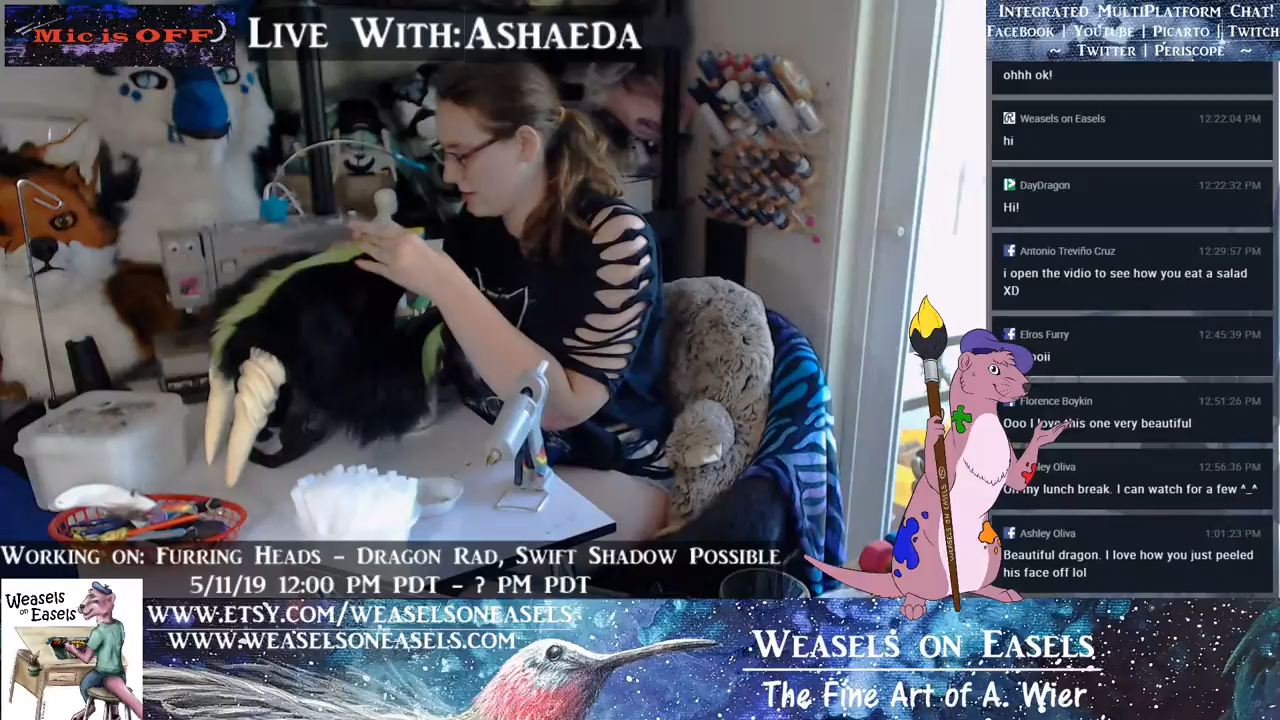 Mic is OFF
Live With: Ashaeda
Integrated MultiPlatform Chat!
Facebook | YouTube | Picarto | Twitch
~ Twitter | Periscope ~
ohhh ok!
Weasels on Easels 12:22:04 PM
hi
DayDragon 12:22:32 PM
Hi!
Antonio Treviño Cruz 12:29:57 PM
i open the vidio to see how you eat a salad
XD
Elros Furry 12:45:39 PM
Florence Boykin 12:51:26 PM
Ooo I love this one very beautiful
Oliva 12:56:36 PM
my lunch break. I can watch for a few ^_^
Ashley Oliva 1:01:23 PM
Beautiful dragon. I love how you just peeled
his face off lol
Working on: Furring Heads – Dragon Rad, Swift Shadow Possible
5/11/19 12:00 PM PDT – ? PM PDT
Weasels
on Easels
www.etsy.com/weaselsoneasels
www.weaselsoneasels.com
Weasels on Easels
The Fine Art of A. Wier